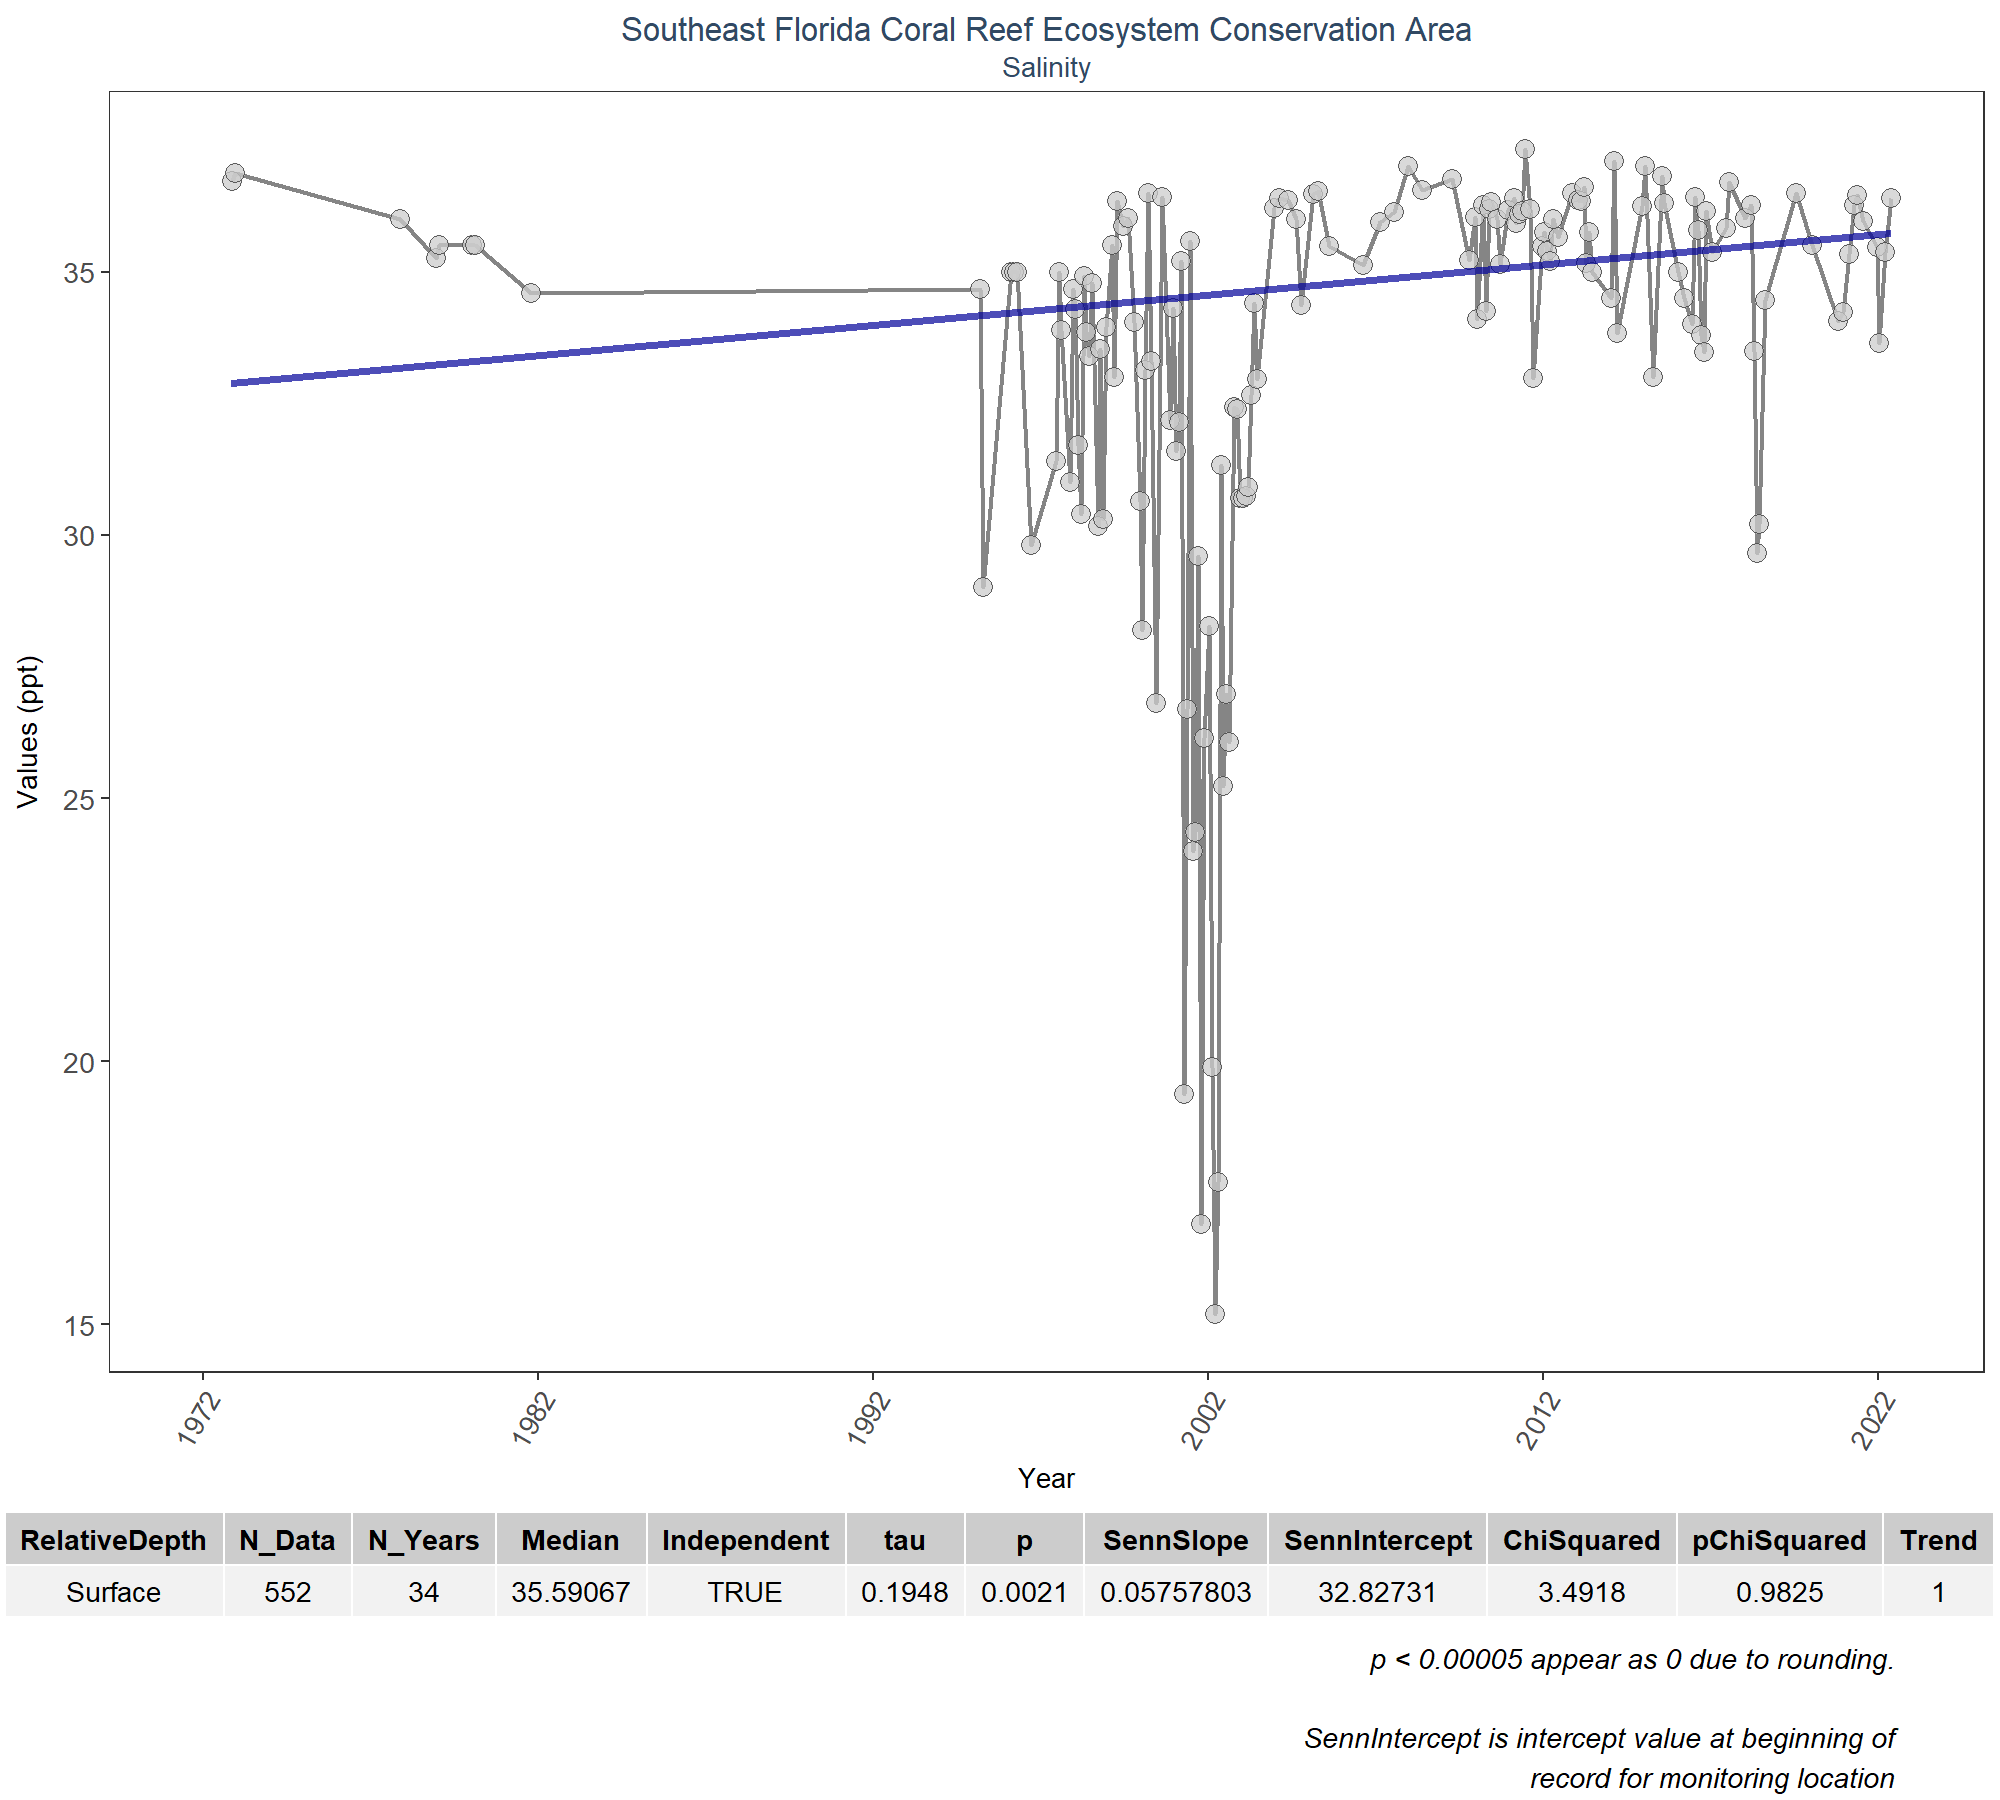 Southeast Florida Coral Reef Ecosystem Conservation Area
Salinity
Values (ppt)
35
30
25
20
15
1972
1982
1992
2002
2012
2022
Year
RelativeDepth N_Data N_Years Median Independent tau p SennSlope SennIntercept ChiSquared pChiSquared Trend
Surface 552 34 35.59067 TRUE 0.1948 0.0021 0.05757803 32.82731 3.4918 0.9825 1
p < 0.00005 appear as 0 due to rounding.
SennIntercept is intercept value at beginning of
record for monitoring location